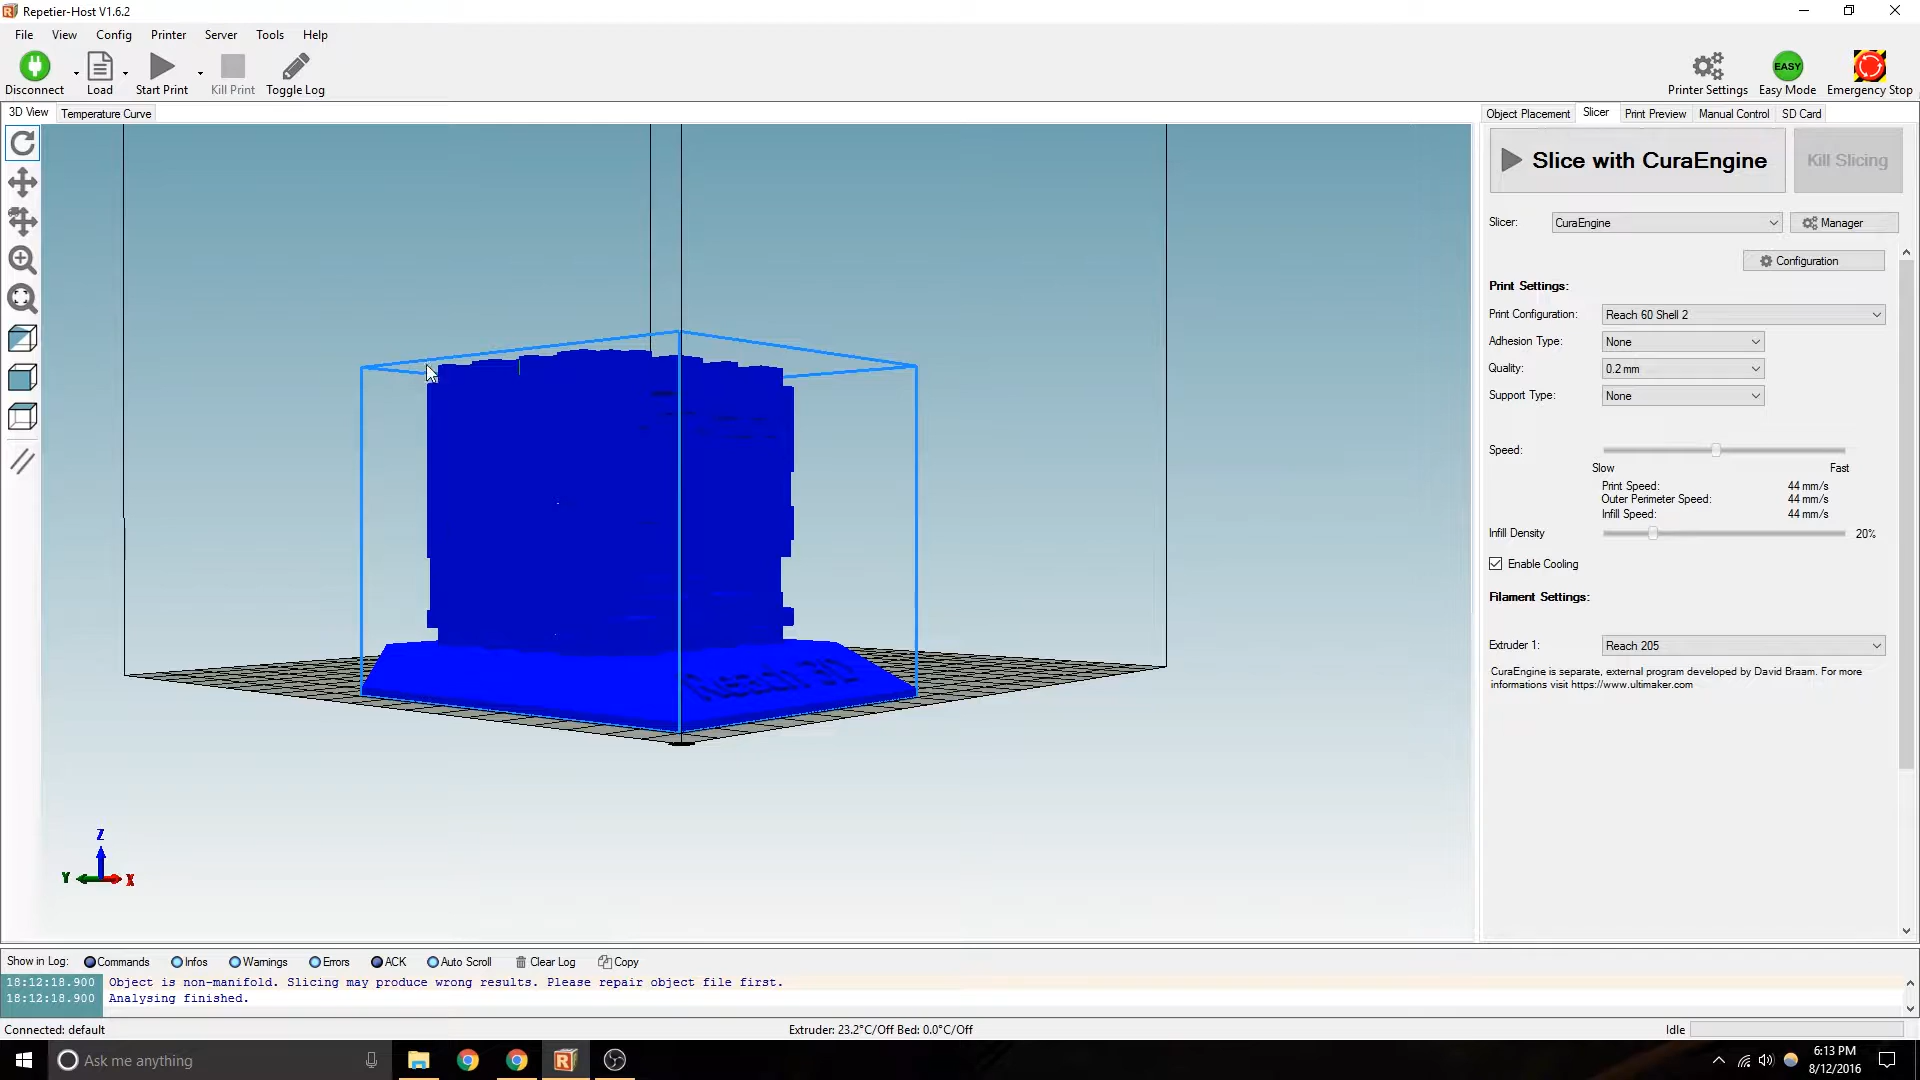 Repetier-Host V1.6.2
File View Config Printer Server Tools Help
Disconnect Load Start Print Kill Print Toggle Log Printer Settings EASY Easy Mode Emergency Stop
3D View Temperature Curve Object Placement Slicer Print Preview Manual Control SD Card
Slice with CuraEngine Kill Slicing
Slicer: CuraEngine Manager
Configuration
Print Settings:
Print Configuration: Reach 60 Shell 2
Adhesion Type: None
Quality: 0.2 mm
Support Type: None
Speed:
Slow Fast
Print Speed: 44 mm/s
Outer Perimeter Speed: 44 mm/s
Infill Speed: 44 mm/s
Infill Density 20%
Enable Cooling
Filament Settings:
Extruder 1: Reach 205
CuraEngine is separate, external program developed by David Braam. For more
informations visit https://www.ultimaker.com
Reach 3D
Z
Y X
Show in Log: Commands Infos Warnings Errors ACK Auto Scroll Clear Log Copy
18:12:18.900 Object is non-manifold. Slicing may produce wrong results. Please repair object file first.
18:12:18.900 Analysing finished.
Connected: default Extruder: 23.2°C/Off Bed: 0.0°C/Off Idle
Ask me anything 6:13 PM
8/12/2016